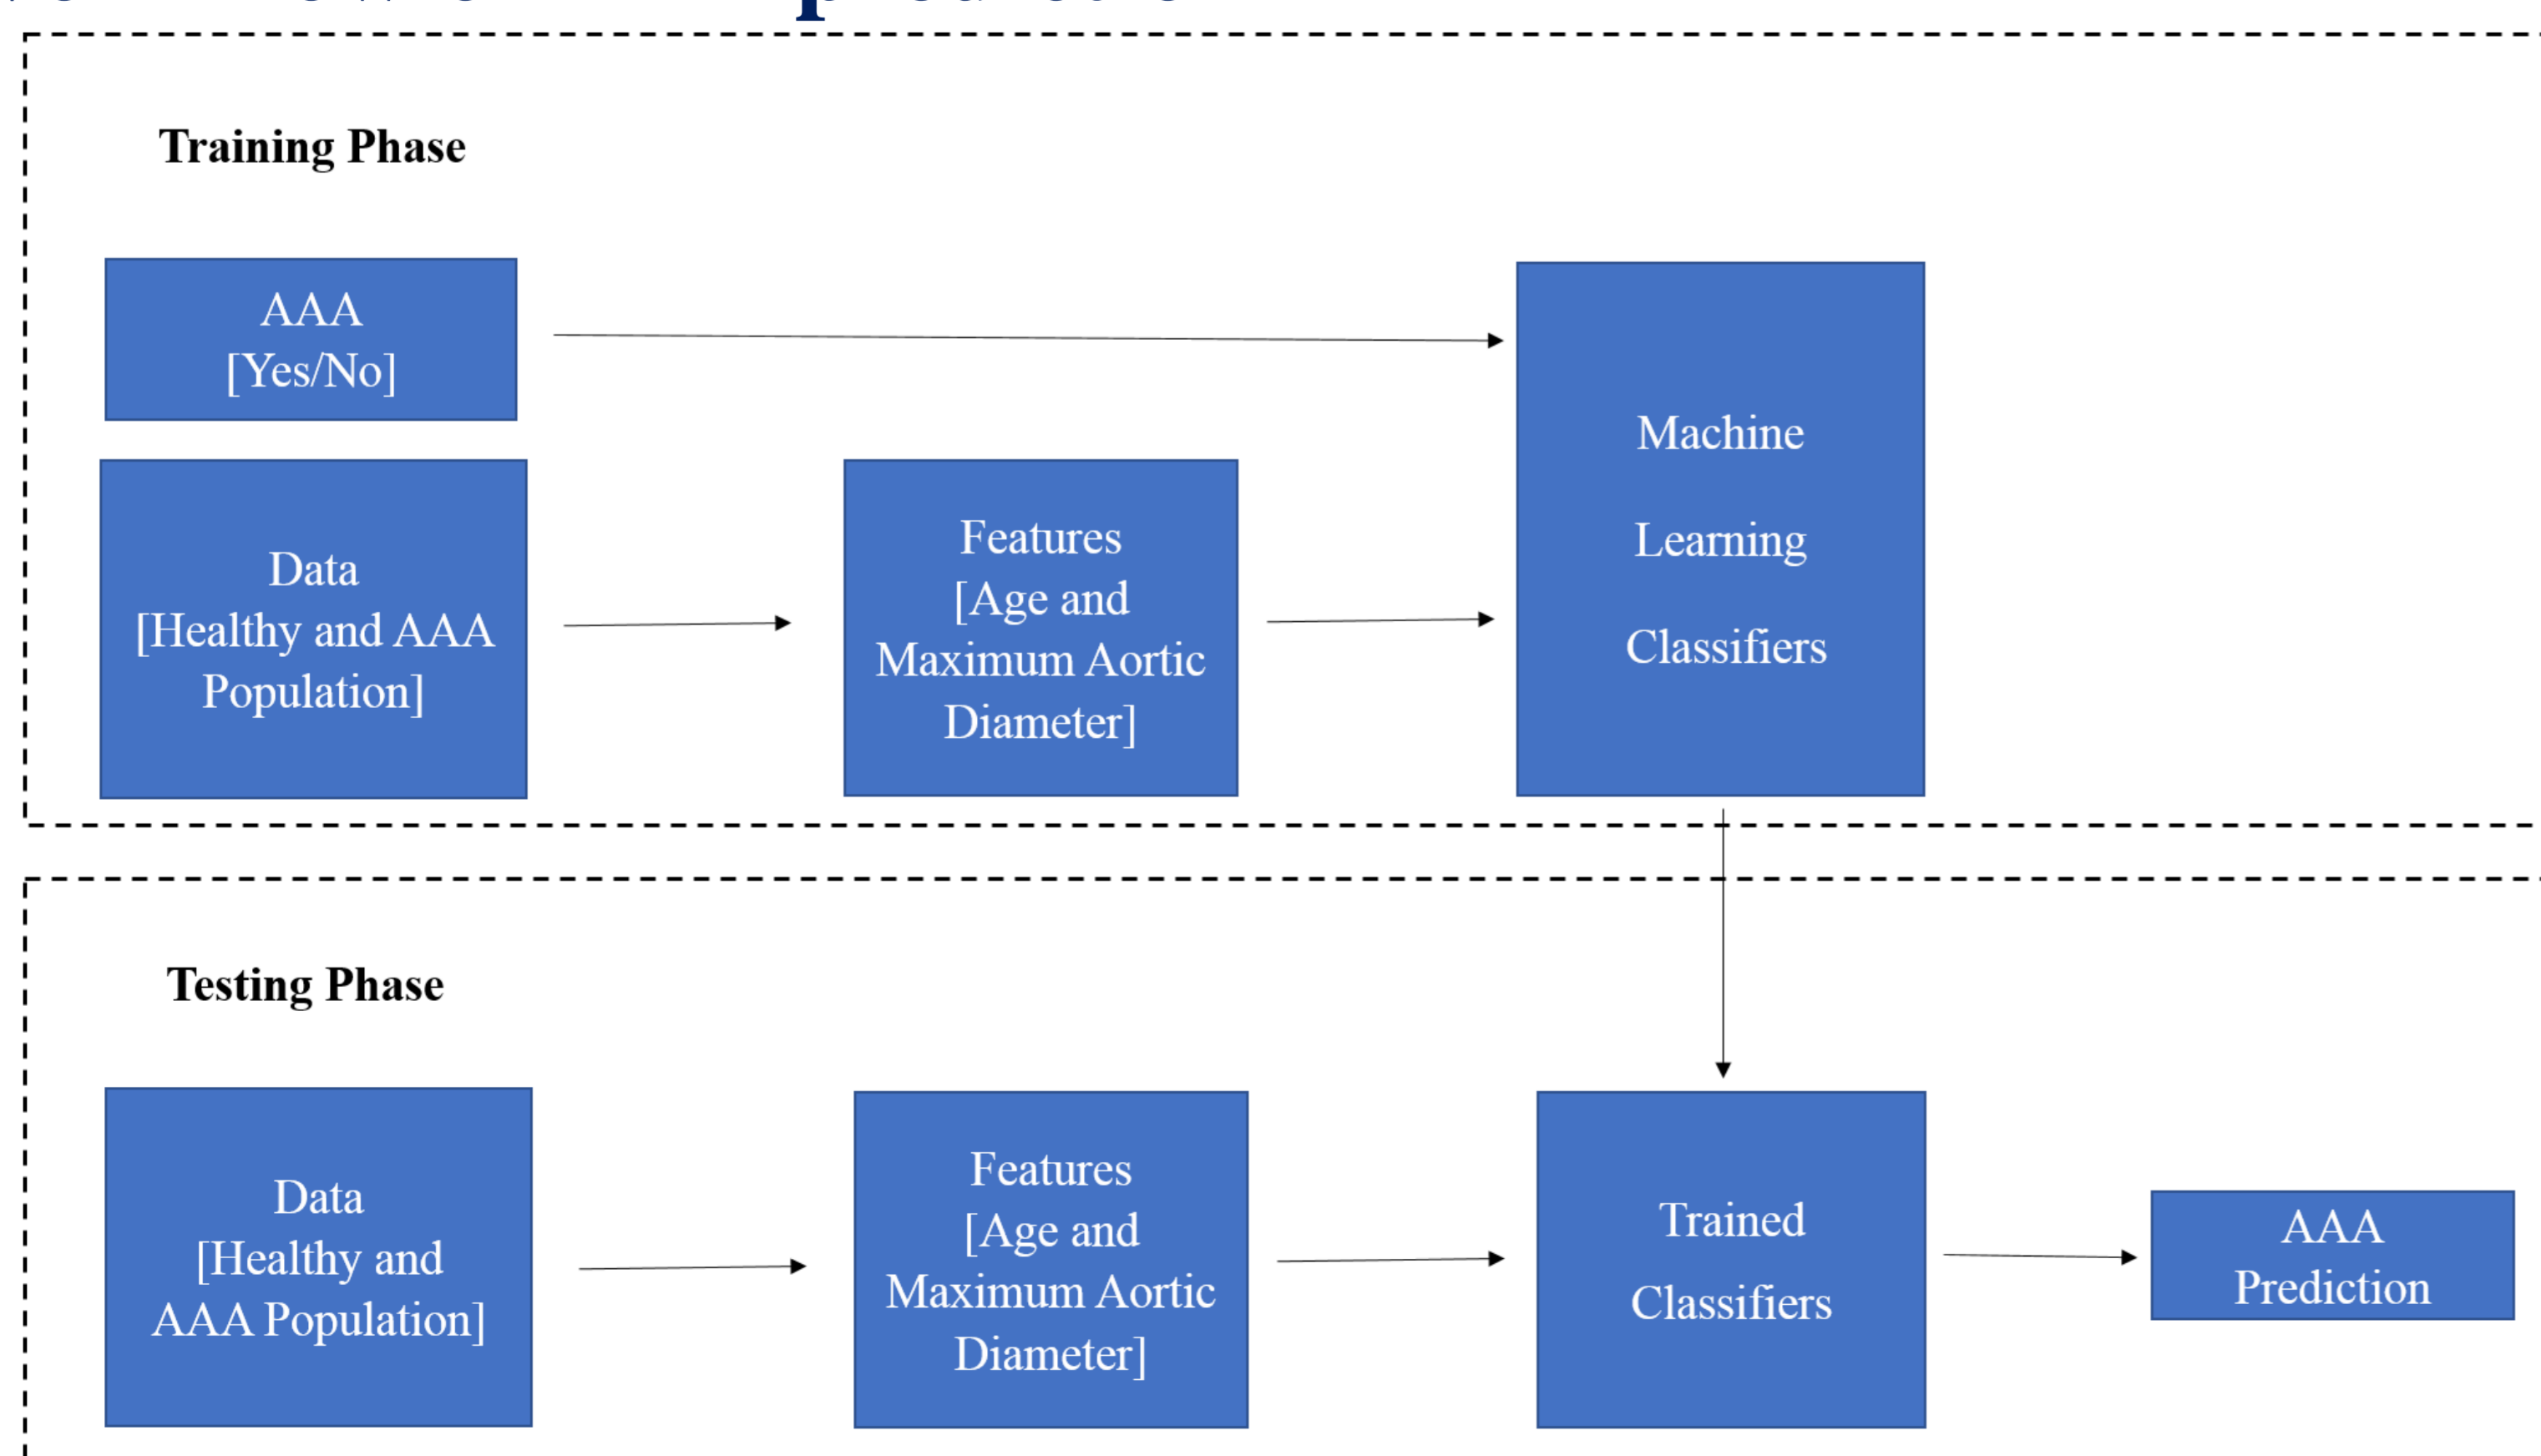 Training Phase
AAA
[Yes/No]
Data
[Healthy and AAA
Population]
Features
[Age and
Maximum Aortic
Diameter]
Machine
Learning
Classifiers
Testing Phase
Data
[Healthy and
AAA Population]
Features
[Age and
Maximum Aortic
Diameter]
Trained
Classifiers
AAA
Prediction